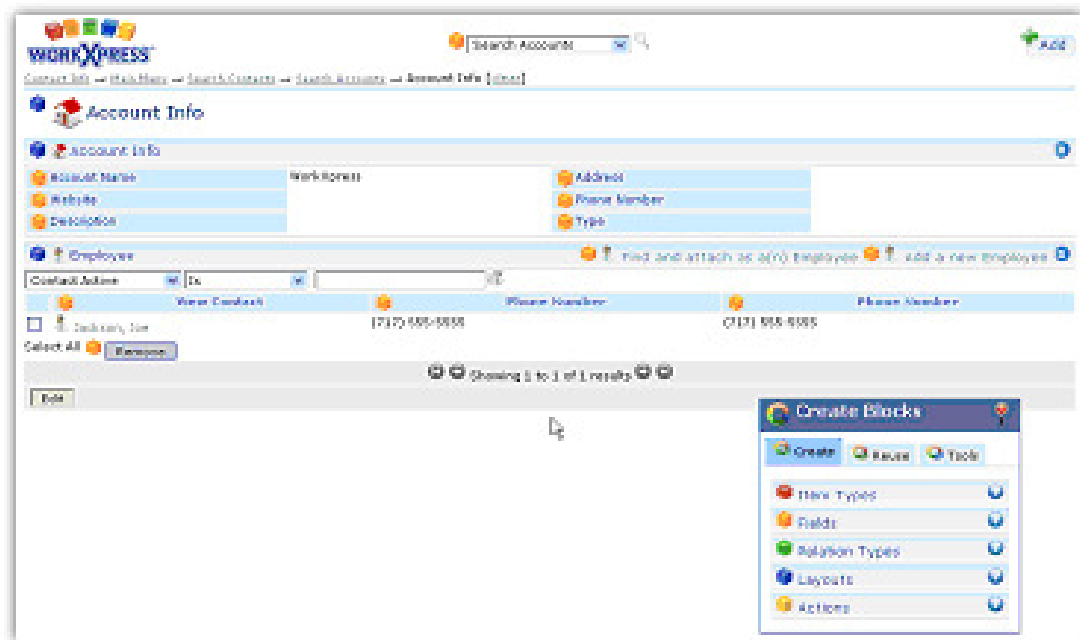 WORKXPRESS
Search Accounts
Add
Contact Info → Main Menu → Search Contacts → Search Accounts → Account Info [clear]
Account Info
Account Info
Account Name WorkXpress Address
Website Phone Number
Description Type
Employee Find and attach as a(n) Employee Add a new Employee
Contact Active Is
View Contact Phone Number Phone Number
Jackson, Joe (717) 555-5555 (717) 555-5555
Select All Remove
Showing 1 to 1 of 1 results
Edit
Create Blocks
Create Reuse Tools
Item Types
Fields
Relation Types
Layouts
Actions